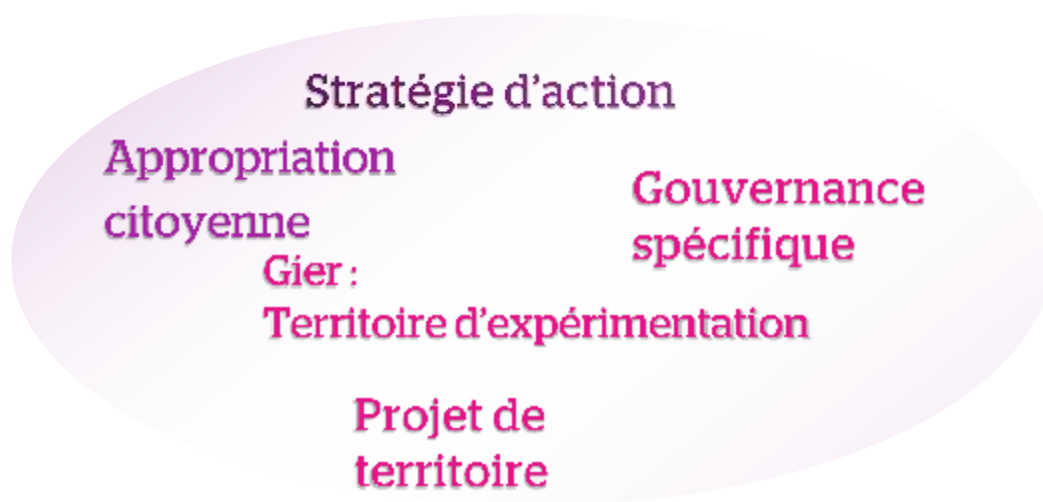 Stratégie d'action
Appropriation
citoyenne
Gouvernance
spécifique
Gier :
Territoire d'expérimentation
Projet de
territoire